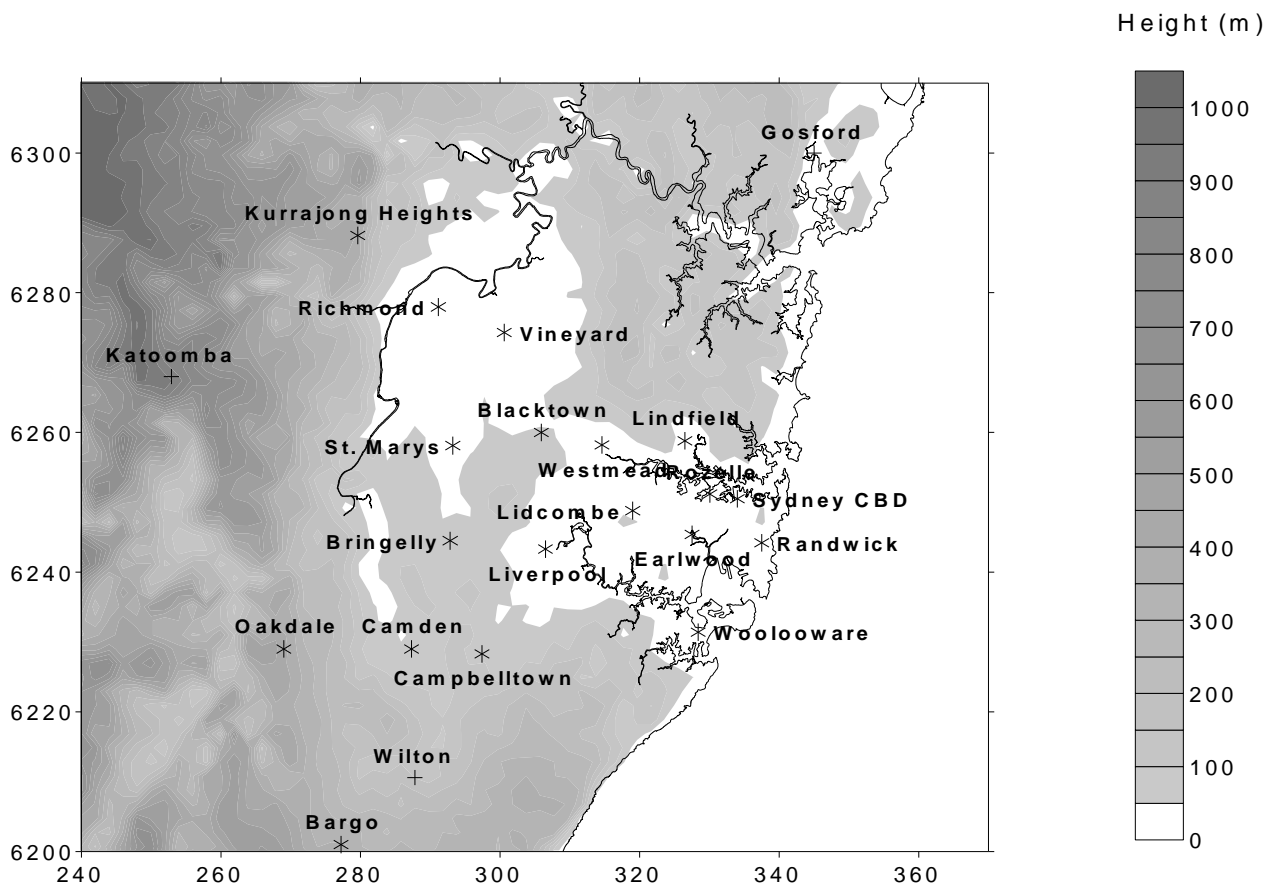 Height (m)
1000
900
800
700
600
500
400
300
200
100
0
6300
6280
6260
6240
6220
6200
240
260
280
300
320
340
360
Gosford
Kurrajong Heights
Richmond
Vineyard
Katoomba
Blacktown
Lindfield
St. Marys
Westmead
Rozelle
Sydney CBD
Lidcombe
Bringelly
Randwick
Earlwood
Liverpool
Oakdale
Camden
Woolooware
Campbelltown
Wilton
Bargo